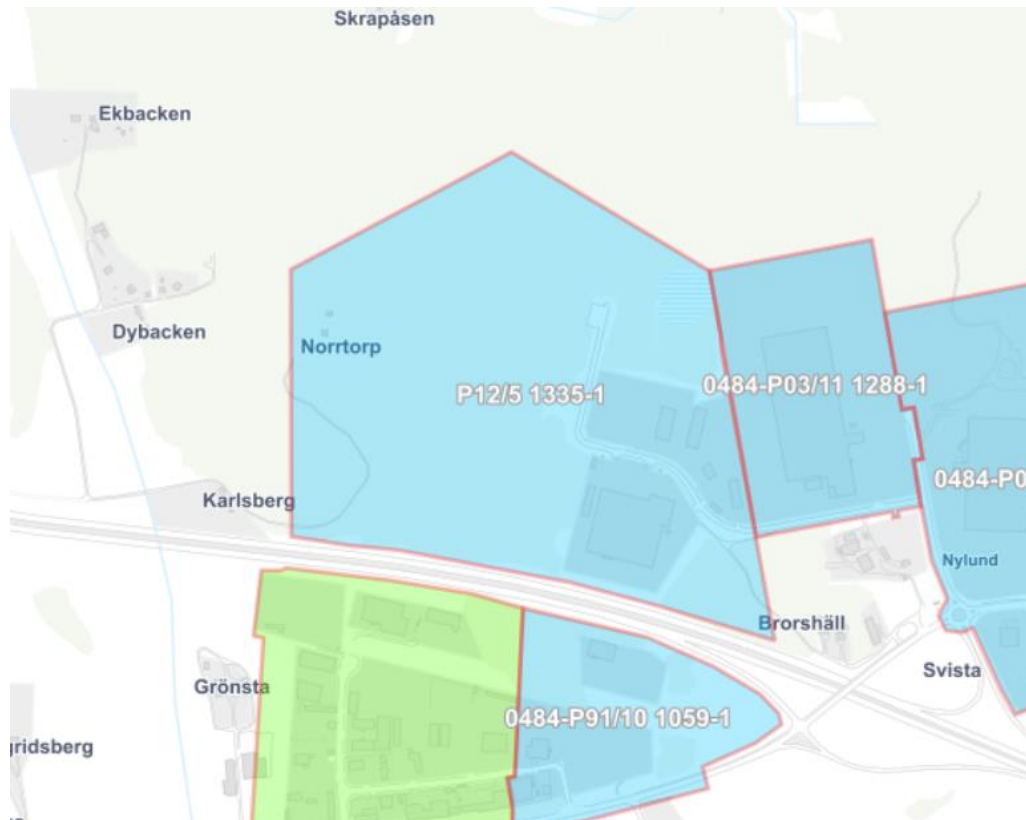 Skrapåsen
Ekbacken
Dybacken
Norrtorp
P12/5 1335-1
0484-P03/11 1288-1
0484-P0
Karlsberg
Nylund
Brorshäll
Svista
Grönsta
0484-P91/10 1059-1
gridsberg